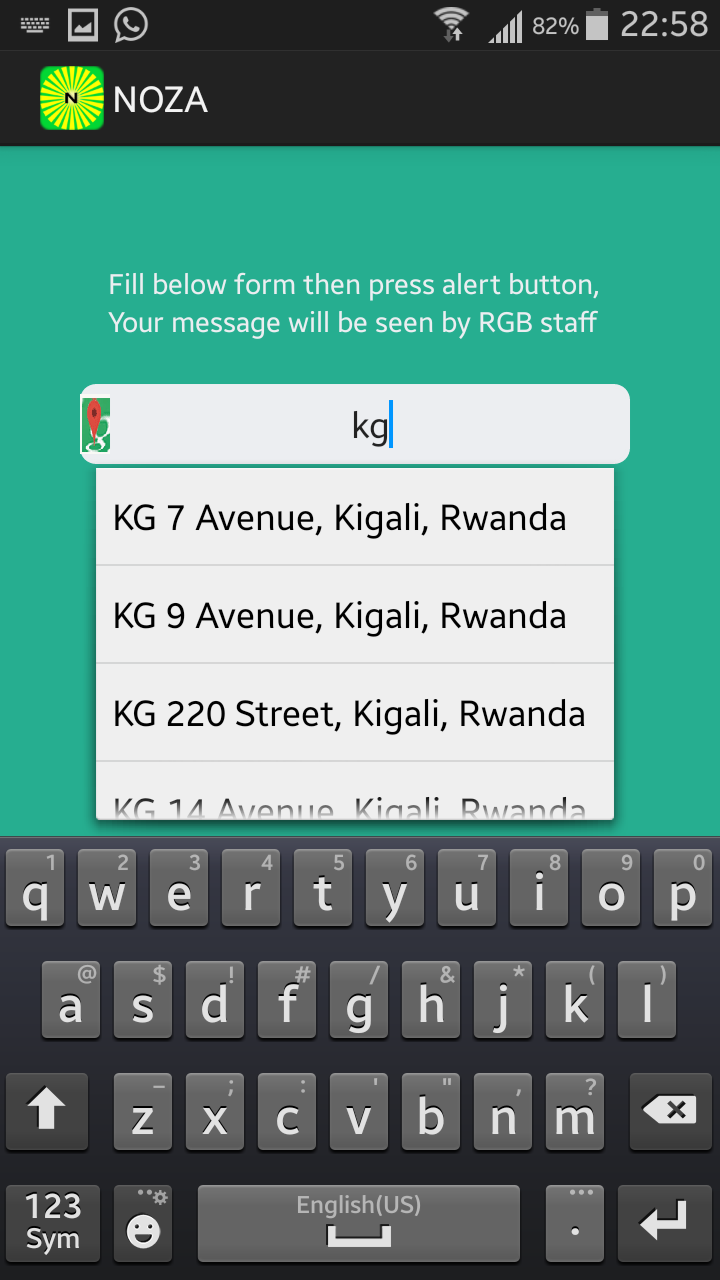 82% 22:58
N NOZA
Fill below form then press alert button,
Your message will be seen by RGB staff
kg
KG 7 Avenue, Kigali, Rwanda
KG 9 Avenue, Kigali, Rwanda
KG 220 Street, Kigali, Rwanda
KG 14 Avenue, Kigali, Rwanda
1 2 3 4 5 6 7 8 9 0
q w e r t y u i o p
@ $ ! # / & * ( )
a s d f g h j k l
– ; : ' " , ?
z x c v b n m
123 English(US) ...
Sym .